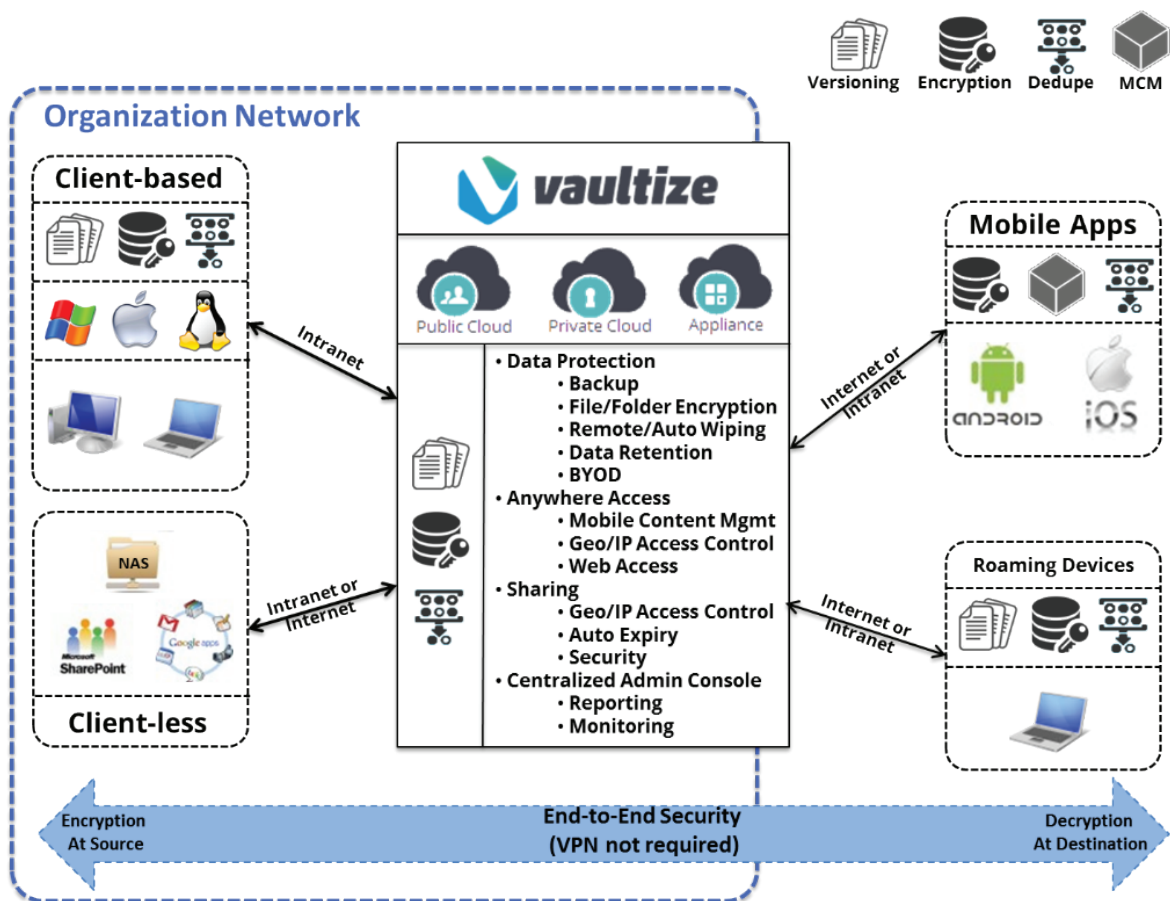 Versioning
Encryption
Dedupe
MCM
Organization Network
Client-based
Intranet
NAS
Microsoft
SharePoint
Google apps
Client-less
Intranet or
Internet
vaultize
Public Cloud
Private Cloud
Appliance
• Data Protection
• Backup
• File/Folder Encryption
• Remote/Auto Wiping
• Data Retention
• BYOD
• Anywhere Access
• Mobile Content Mgmt
• Geo/IP Access Control
• Web Access
• Sharing
• Geo/IP Access Control
• Auto Expiry
• Security
• Centralized Admin Console
• Reporting
• Monitoring
Internet or
Intranet
Mobile Apps
android
iOS
Internet or
Intranet
Roaming Devices
Encryption
At Source
End-to-End Security
(VPN not required)
Decryption
At Destination